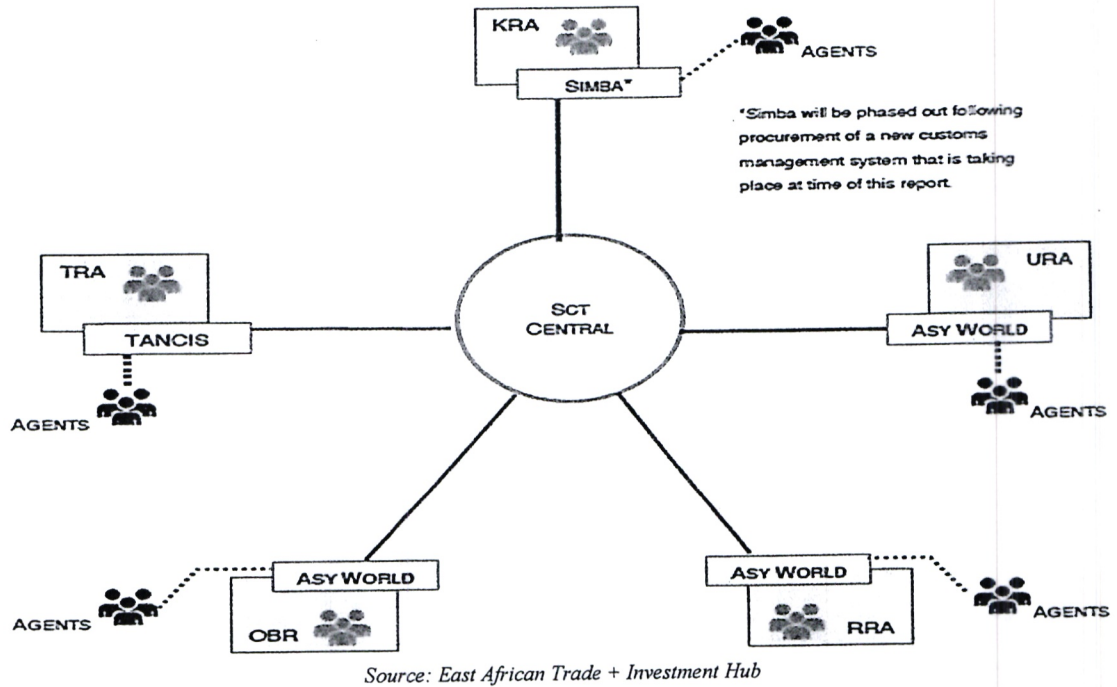 KRA
SIMBA*
AGENTS
*Simba will be phased out following
procurement of a new customs
management system that is taking
place at time of this report.
TRA
TANCIS
AGENTS
SCT
CENTRAL
URA
ASY WORLD
AGENTS
ASY WORLD
OBR
AGENTS
ASY WORLD
RRA
AGENTS
Source: East African Trade + Investment Hub